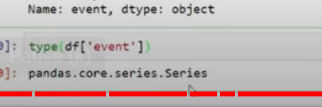 Name: event, dtype: object
]: type(df['event'])
]: pandas.core.series.Series